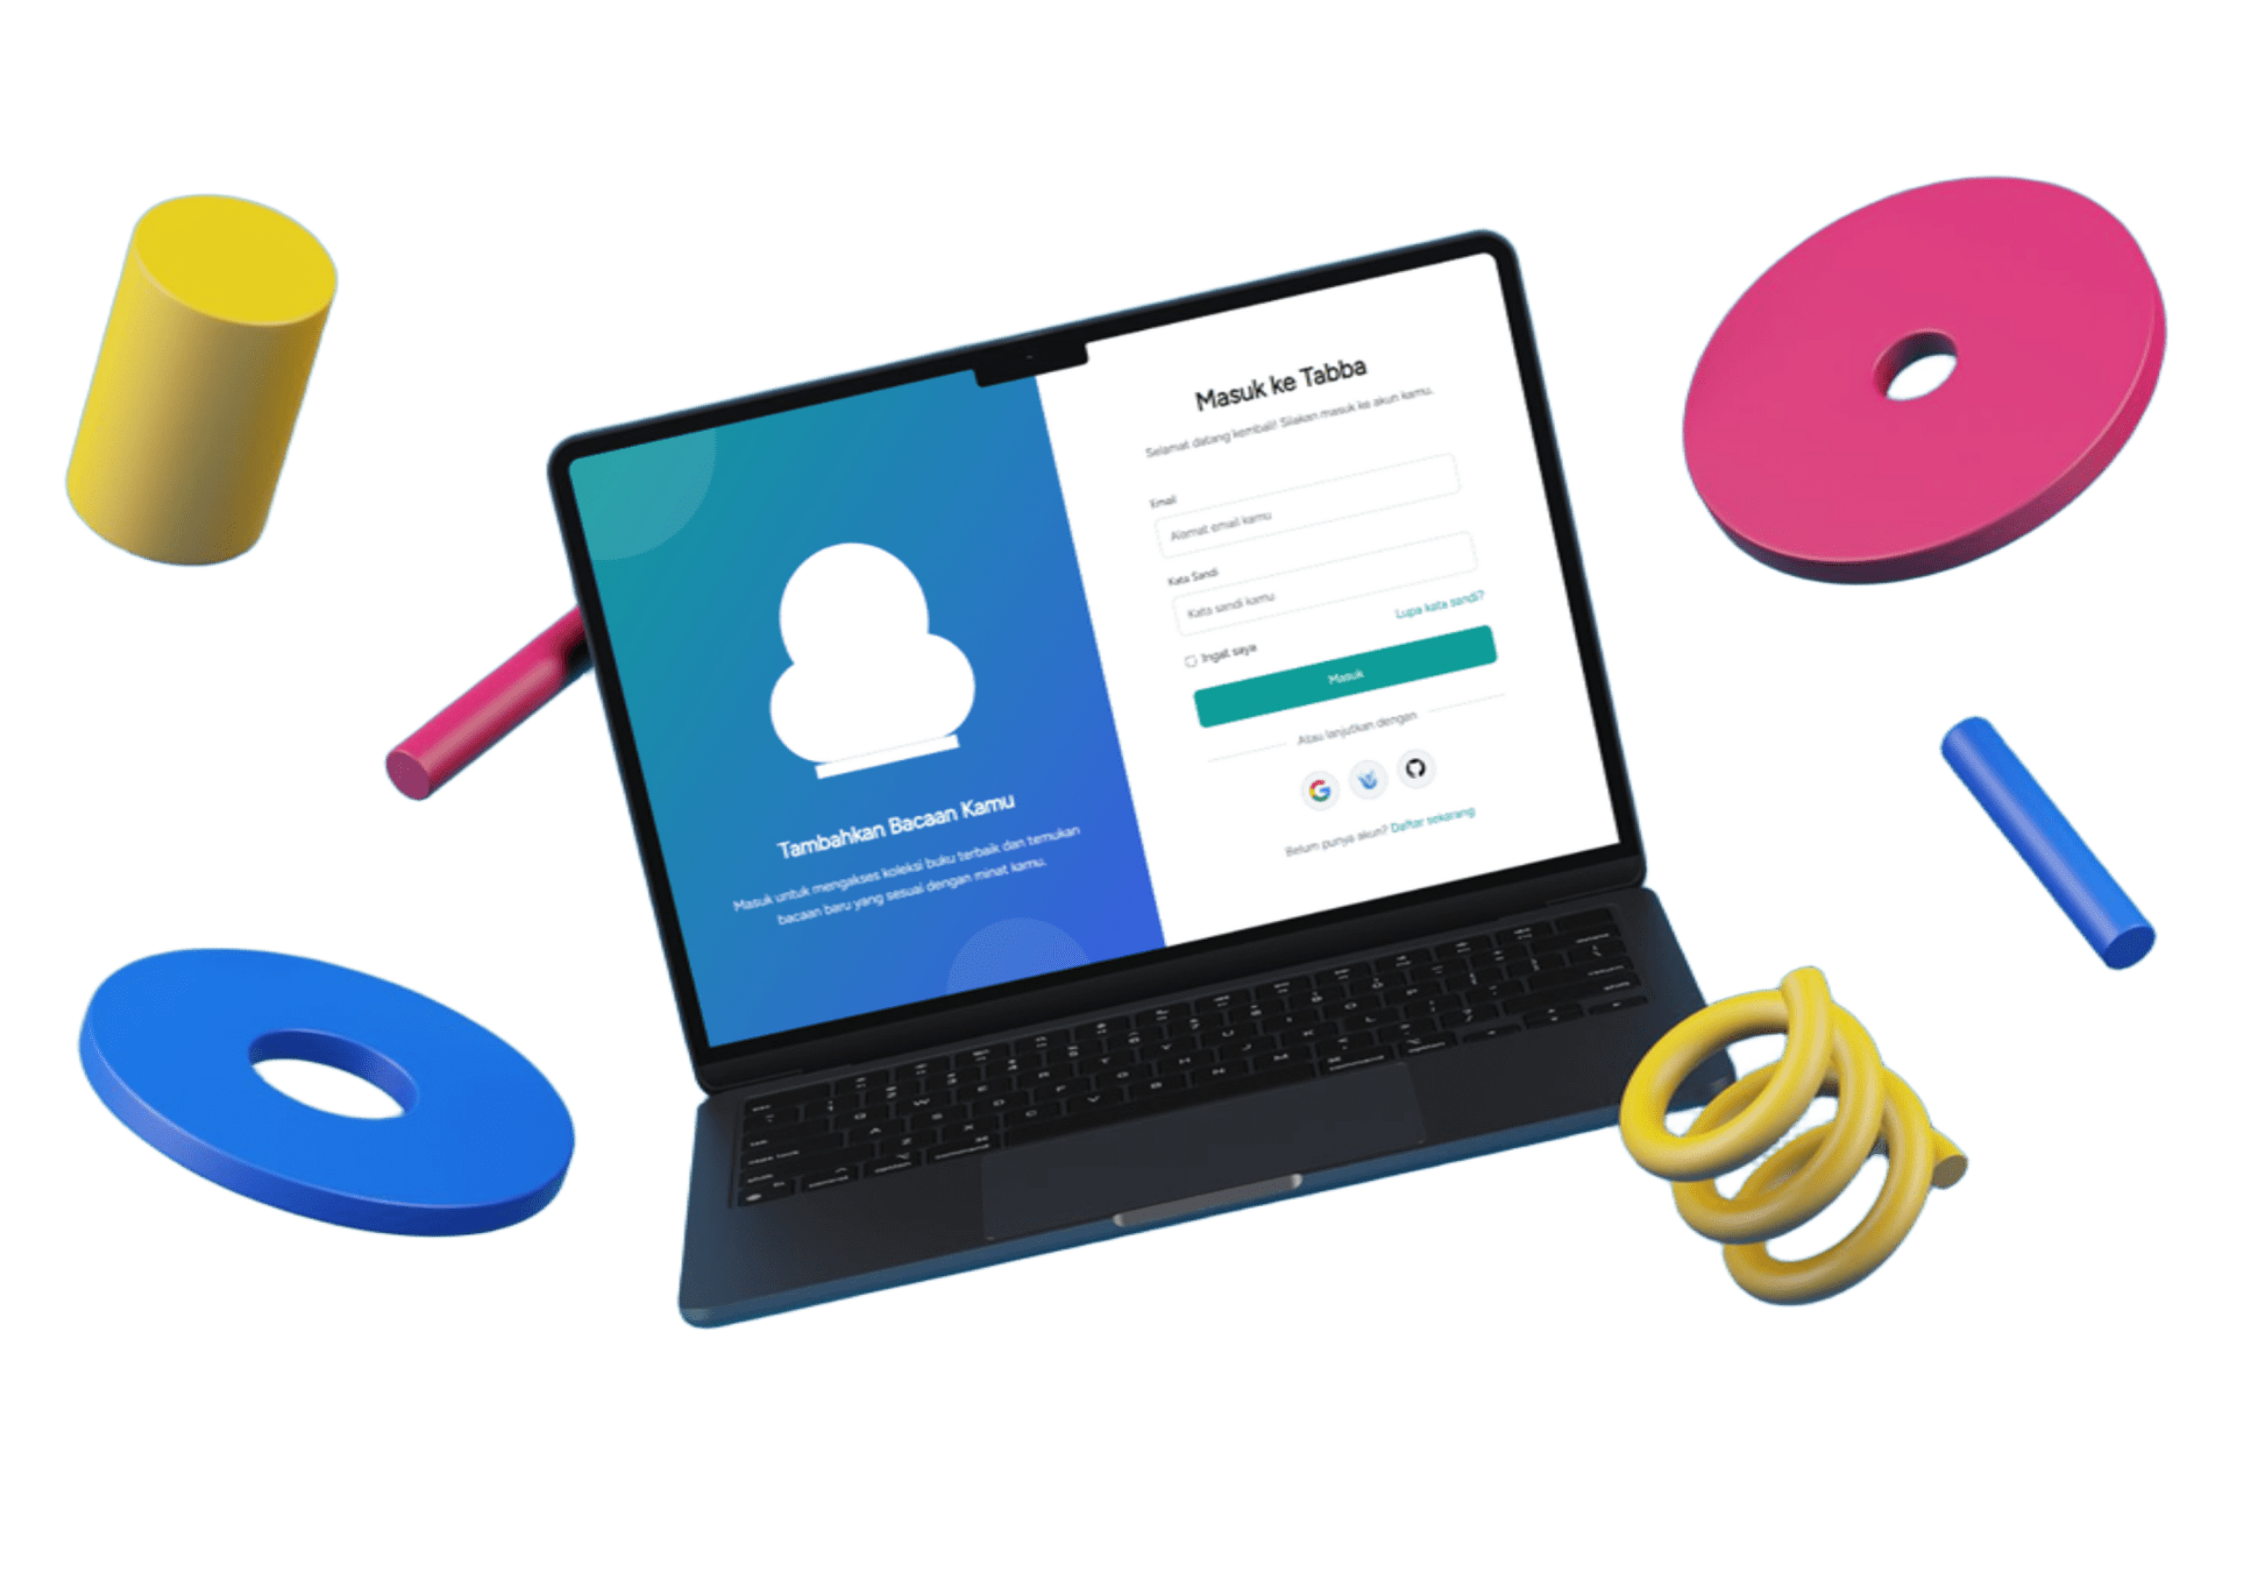 Tambahkan Bacaan Kamu
Masuk untuk mengakses koleksi buku terbaik dan temukan
bacaan baru yang sesuai dengan minat kamu.
Masuk ke Tabba
Selamat datang kembali! Silakan masuk ke akun kamu.
Email
Alamat email kamu
Kata Sandi
Kata sandi kamu
Lupa kata sandi?
Ingat saya
Masuk
Atau lanjutkan dengan
Belum punya akun? Daftar sekarang